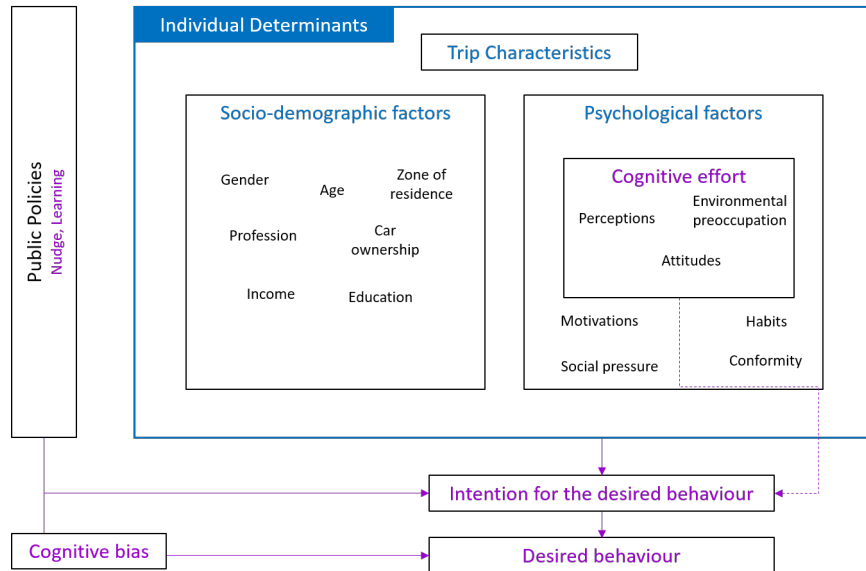 Public Policies
Nudge, Learning
Individual Determinants
Trip Characteristics
Socio-demographic factors
Gender
Age
Zone of
residence
Profession
Car
ownership
Income
Education
Psychological factors
Cognitive effort
Perceptions
Environmental
preoccupation
Attitudes
Motivations
Habits
Social pressure
Conformity
Intention for the desired behaviour
Cognitive bias
Desired behaviour